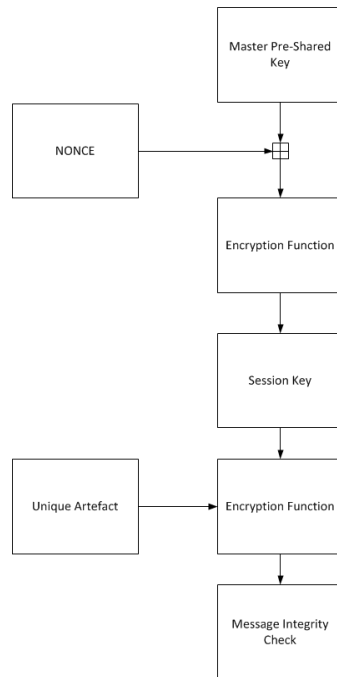 Master Pre-Shared
Key
NONCE
Encryption Function
Session Key
Unique Artefact
Encryption Function
Message Integrity
Check